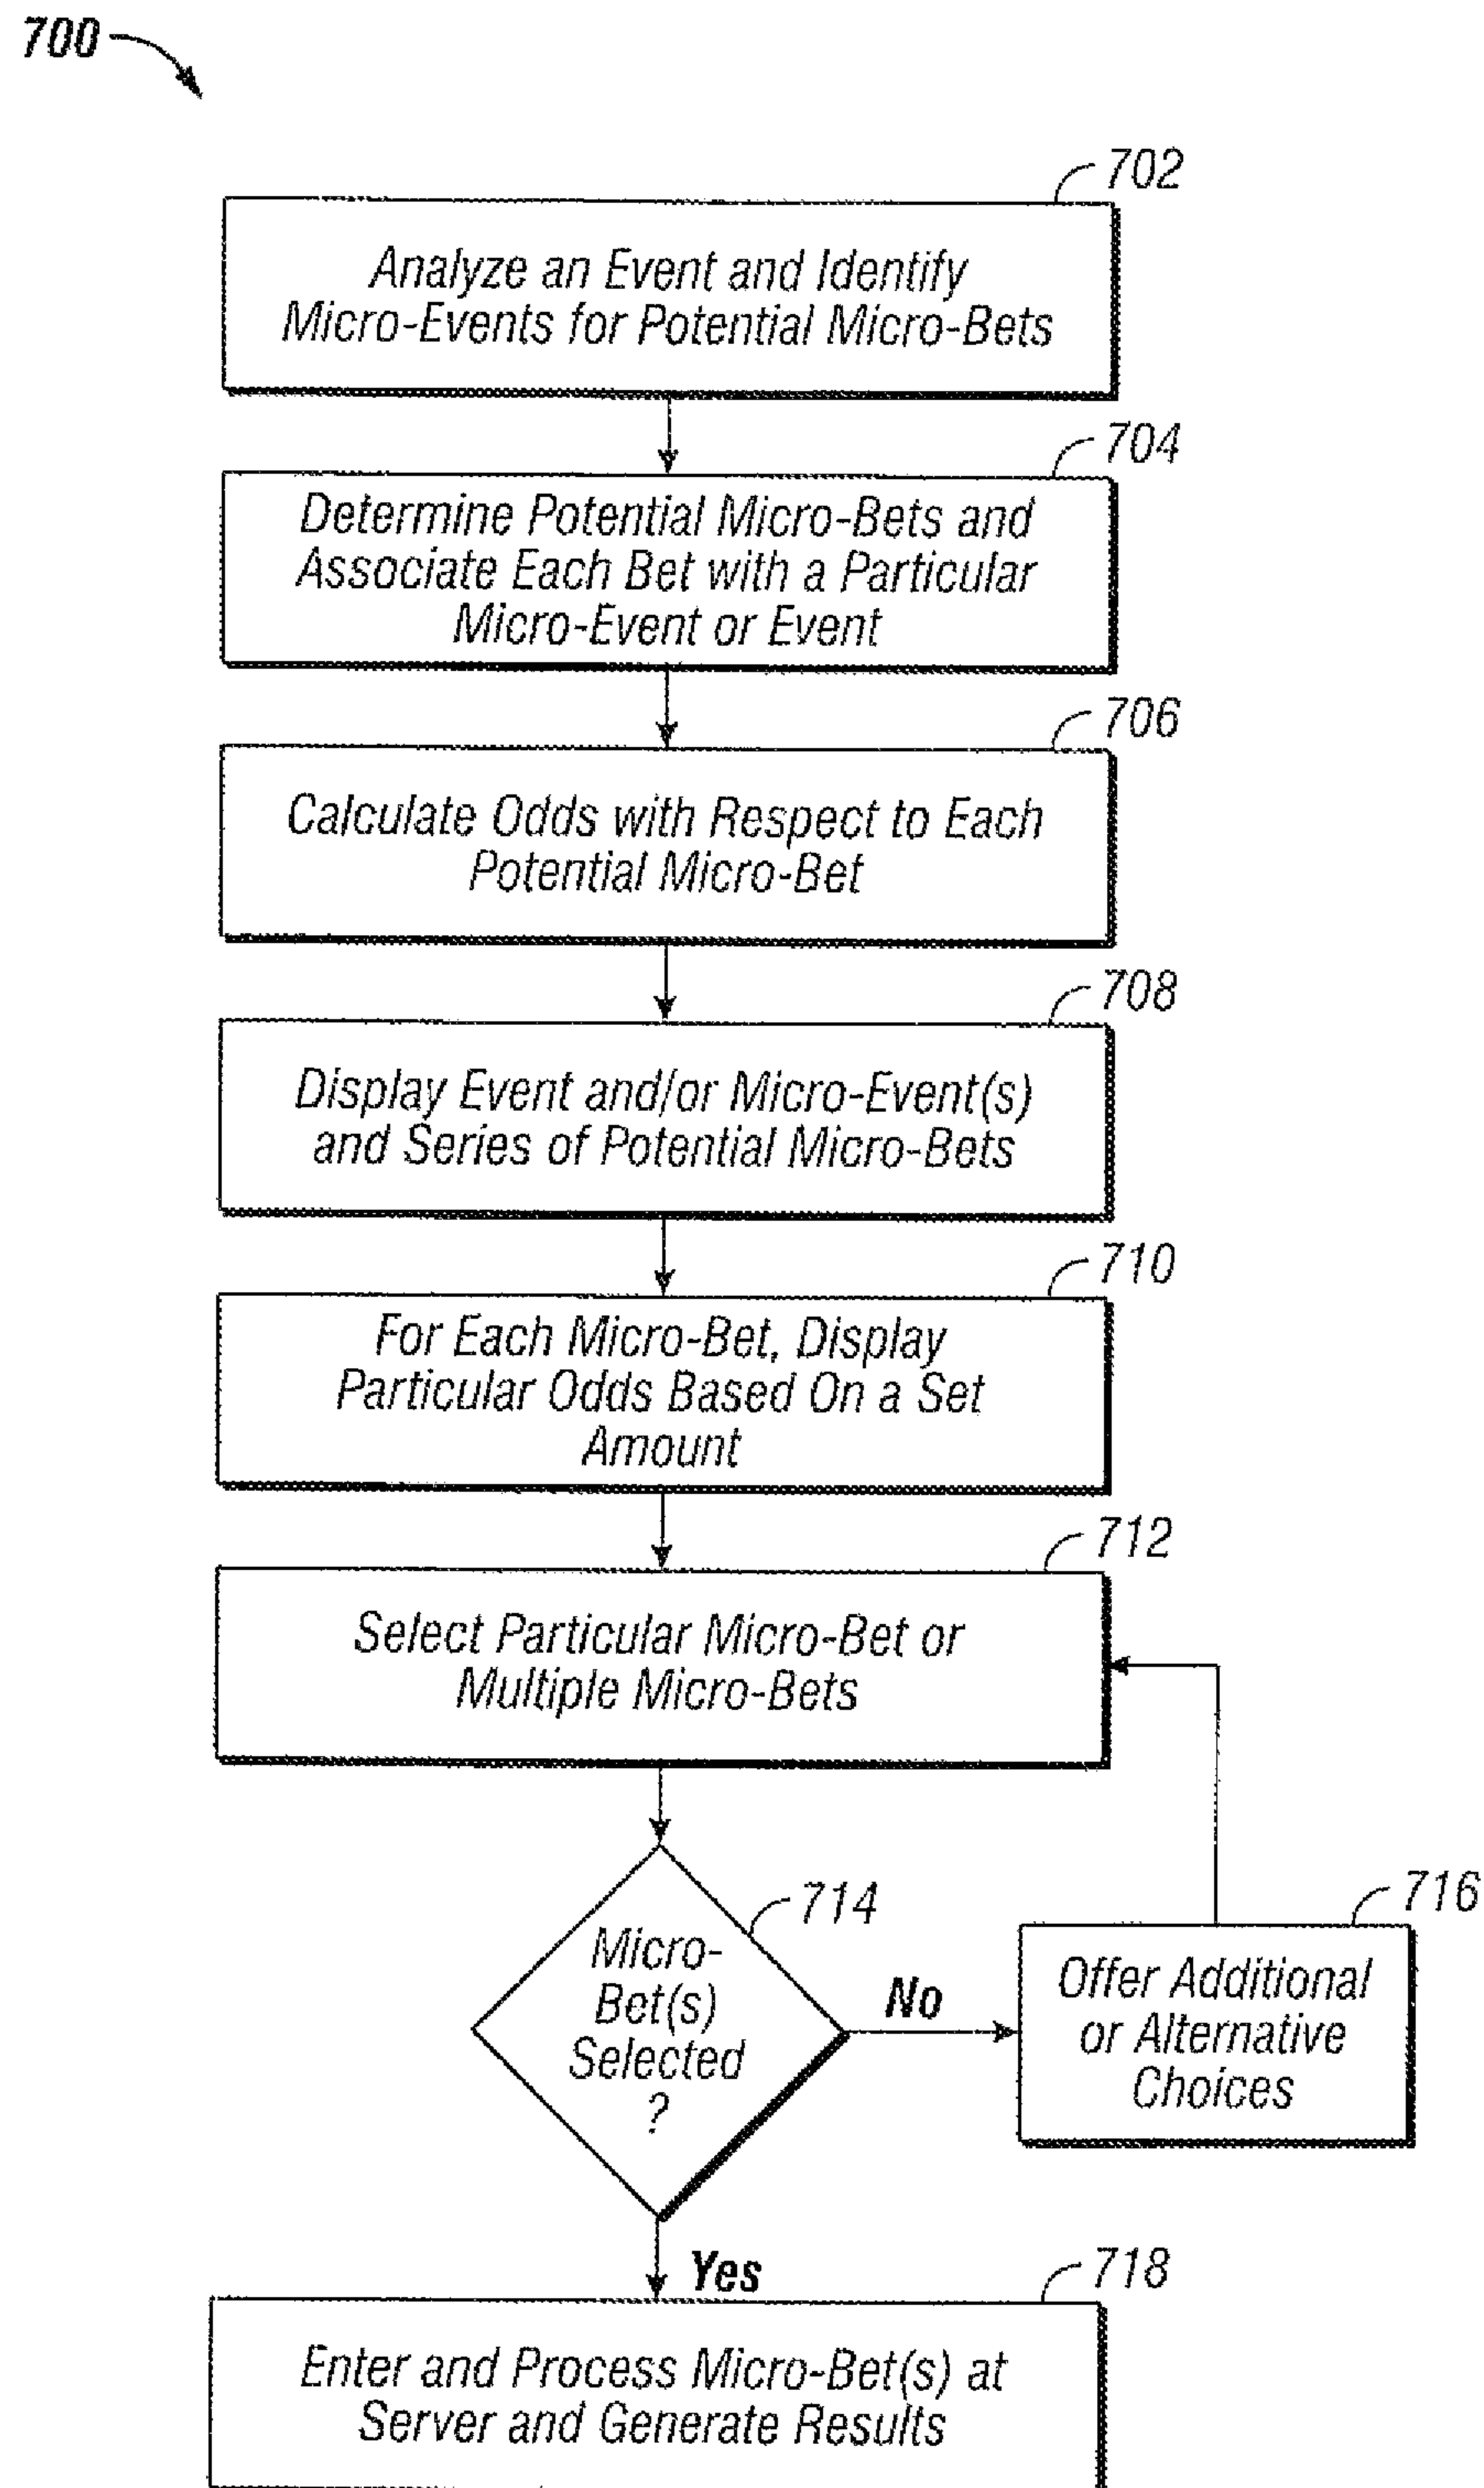 700
702
Analyze an Event and Identify
Micro-Events for Potential Micro-Bets
704
Determine Potential Micro-Bets and
Associate Each Bet with a Particular
Micro-Event or Event
706
Calculate Odds with Respect to Each
Potential Micro-Bet
708
Display Event and/or Micro-Event(s)
and Series of Potential Micro-Bets
710
For Each Micro-Bet, Display
Particular Odds Based On a Set
Amount
712
Select Particular Micro-Bet or
Multiple Micro-Bets
714
Micro-
Bet(s)
Selected
?
No
716
Offer Additional
or Alternative
Choices
Yes
718
Enter and Process Micro-Bet(s) at
Server and Generate Results